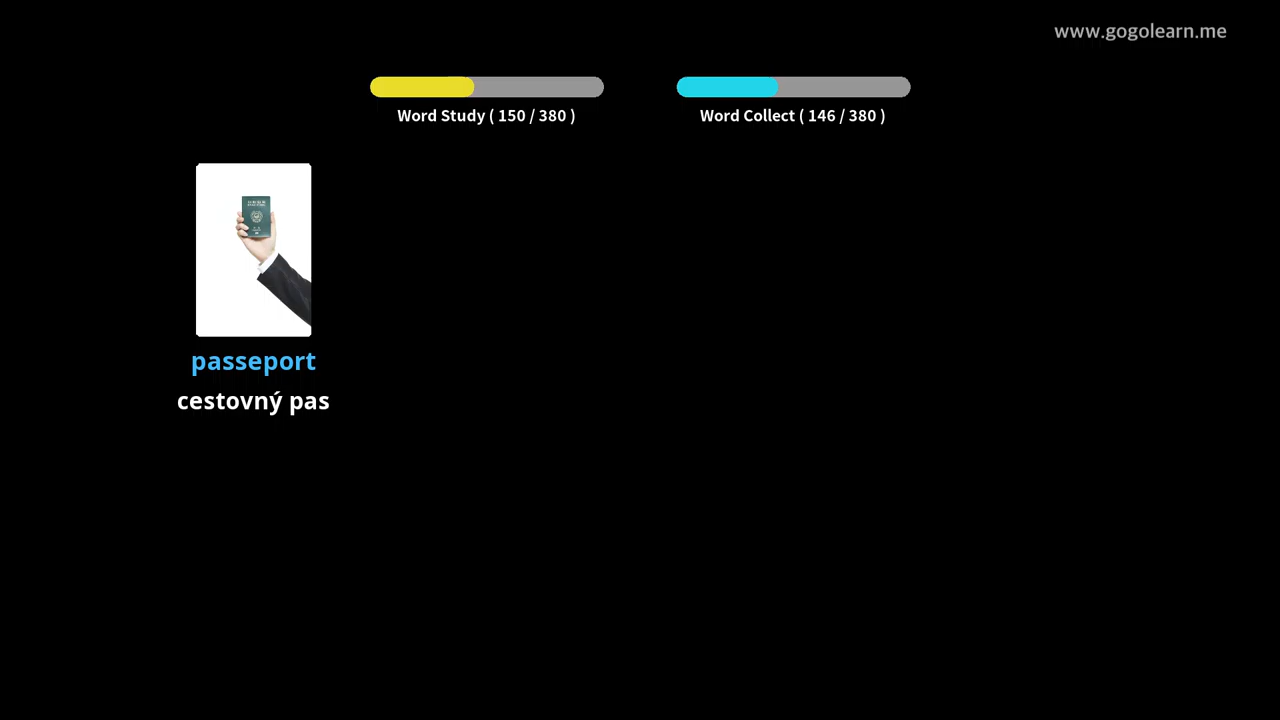 www.gogolearn.me
Word Study ( 150 / 380 )
Word Collect ( 146 / 380 )
passeport
cestovný pas